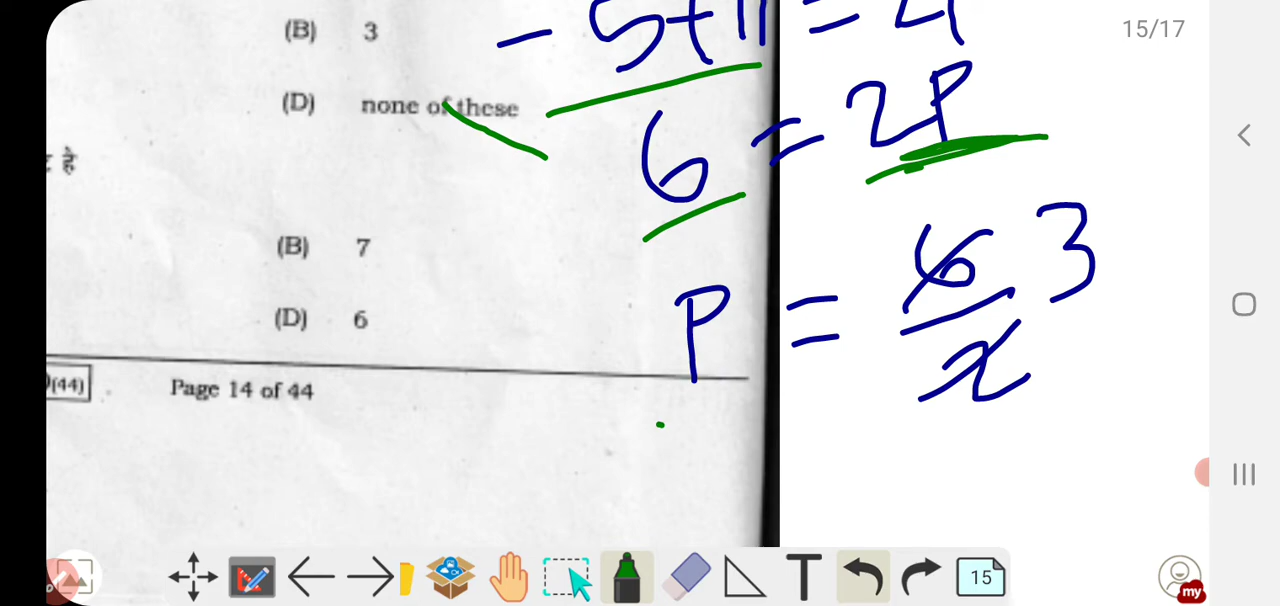 15/17
(B) 3
- 5+11 =
(D) none of these
6 = 2P
है
(B) 7
P = 6/2 3
(D) 6
(44)
Page 14 of 44
T
15
my